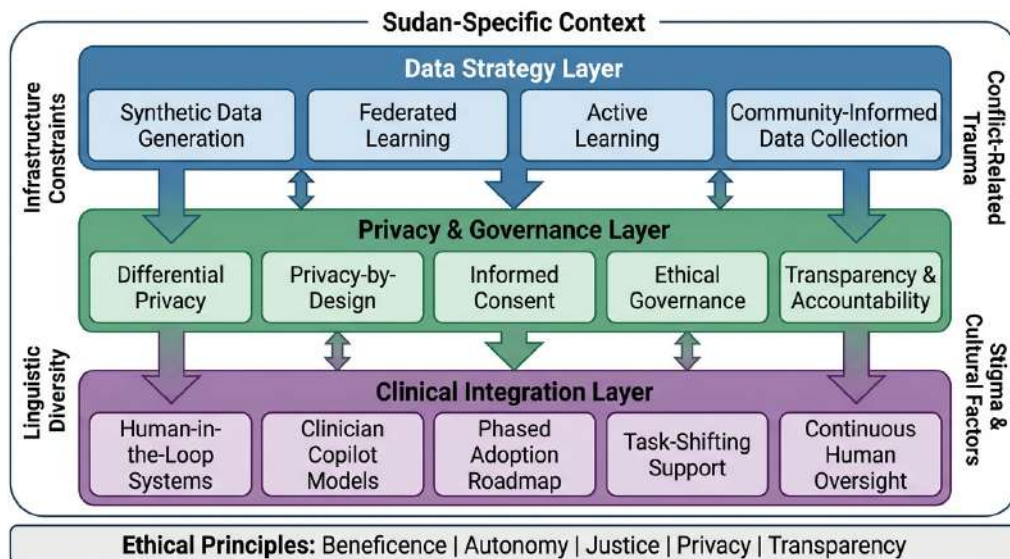 Sudan-Specific Context
Infrastructure
Constraints
Conflict-Related
Trauma
Data Strategy Layer
Synthetic Data
Generation
Federated
Learning
Active
Learning
Community-Informed
Data Collection
Privacy & Governance Layer
Differential
Privacy
Privacy-by-
Design
Informed
Consent
Ethical
Governance
Transparency &
Accountability
Linguistic
Diversity
Stigma &
Cultural Factors
Clinical Integration Layer
Human-in-
the-Loop
Systems
Clinician
Copilot
Models
Phased
Adoption
Roadmap
Task-Shifting
Support
Continuous
Human
Oversight
Ethical Principles: Beneficence | Autonomy | Justice | Privacy | Transparency